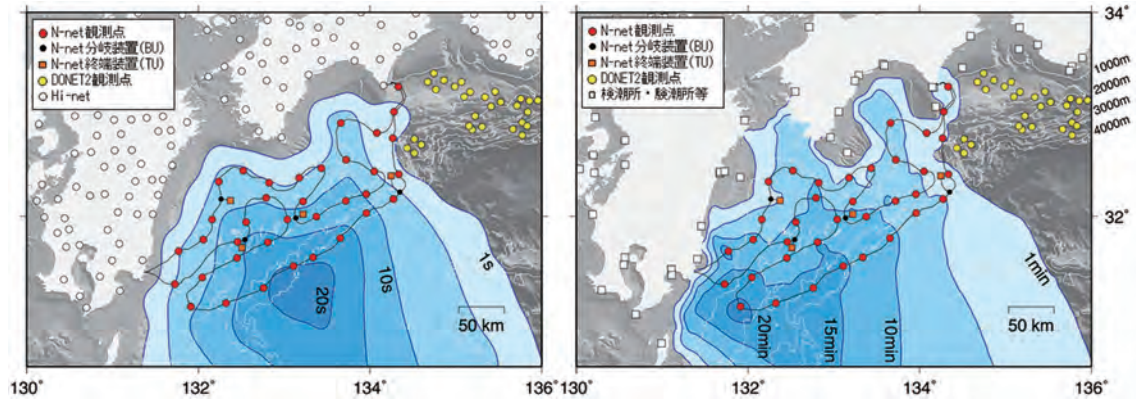 N-net観測点
N-net分岐装置(BU)
N-net終端装置(TU)
DONET2観測点
Hi-net
1s
10s
20s
50 km
130°
132°
134°
136°
32°
N-net観測点
N-net分岐装置(BU)
N-net終端装置(TU)
DONET2観測点
検潮所・験潮所等
34°
1000m
2000m
3000m
4000m
32°
1min
10min
15min
20min
50 km
130°
132°
134°
136°